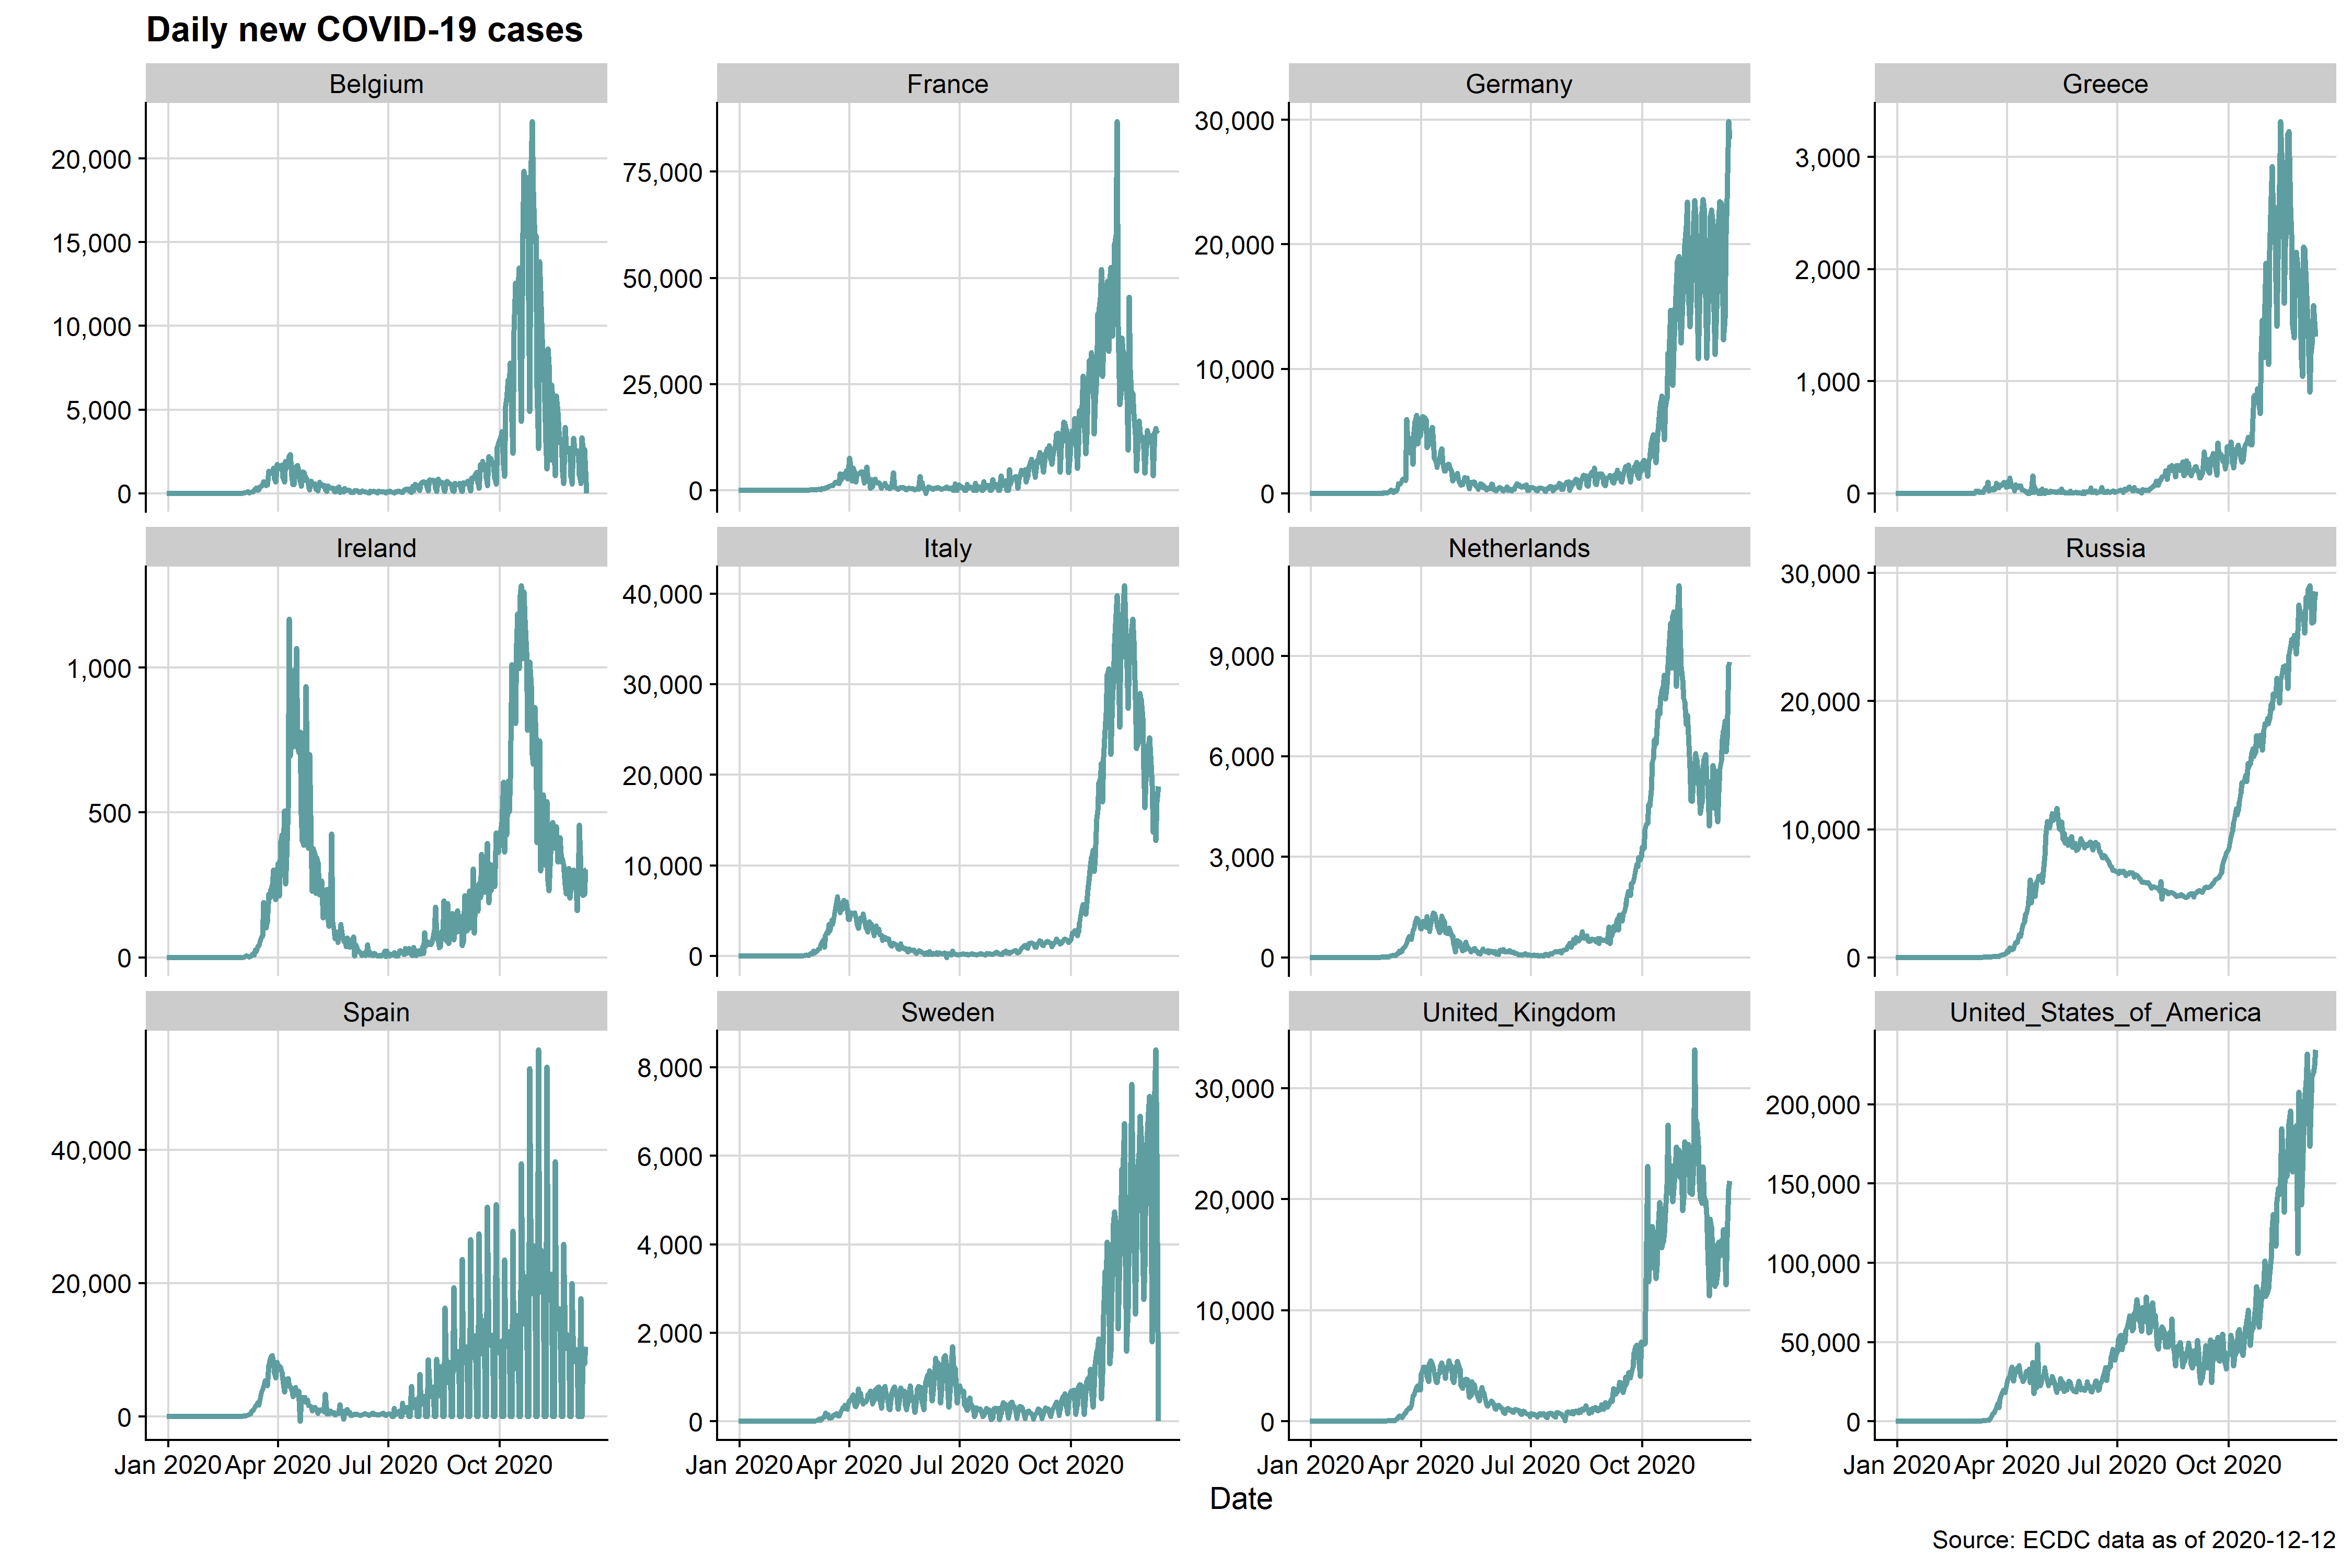 Daily new COVID-19 cases
Belgium
France
Germany
Greece
20,000
15,000
10,000
5,000
0
75,000
50,000
25,000
0
30,000
20,000
10,000
0
3,000
2,000
1,000
0
Ireland
Italy
Netherlands
Russia
1,000
500
0
40,000
30,000
20,000
10,000
0
9,000
6,000
3,000
0
30,000
20,000
10,000
0
Spain
Sweden
United_Kingdom
United_States_of_America
40,000
20,000
0
8,000
6,000
4,000
2,000
0
30,000
20,000
10,000
0
200,000
150,000
100,000
50,000
0
Jan 2020 Apr 2020 Jul 2020 Oct 2020
Jan 2020 Apr 2020 Jul 2020 Oct 2020
Jan 2020 Apr 2020 Jul 2020 Oct 2020
Jan 2020 Apr 2020 Jul 2020 Oct 2020
Date
Source: ECDC data as of 2020-12-12